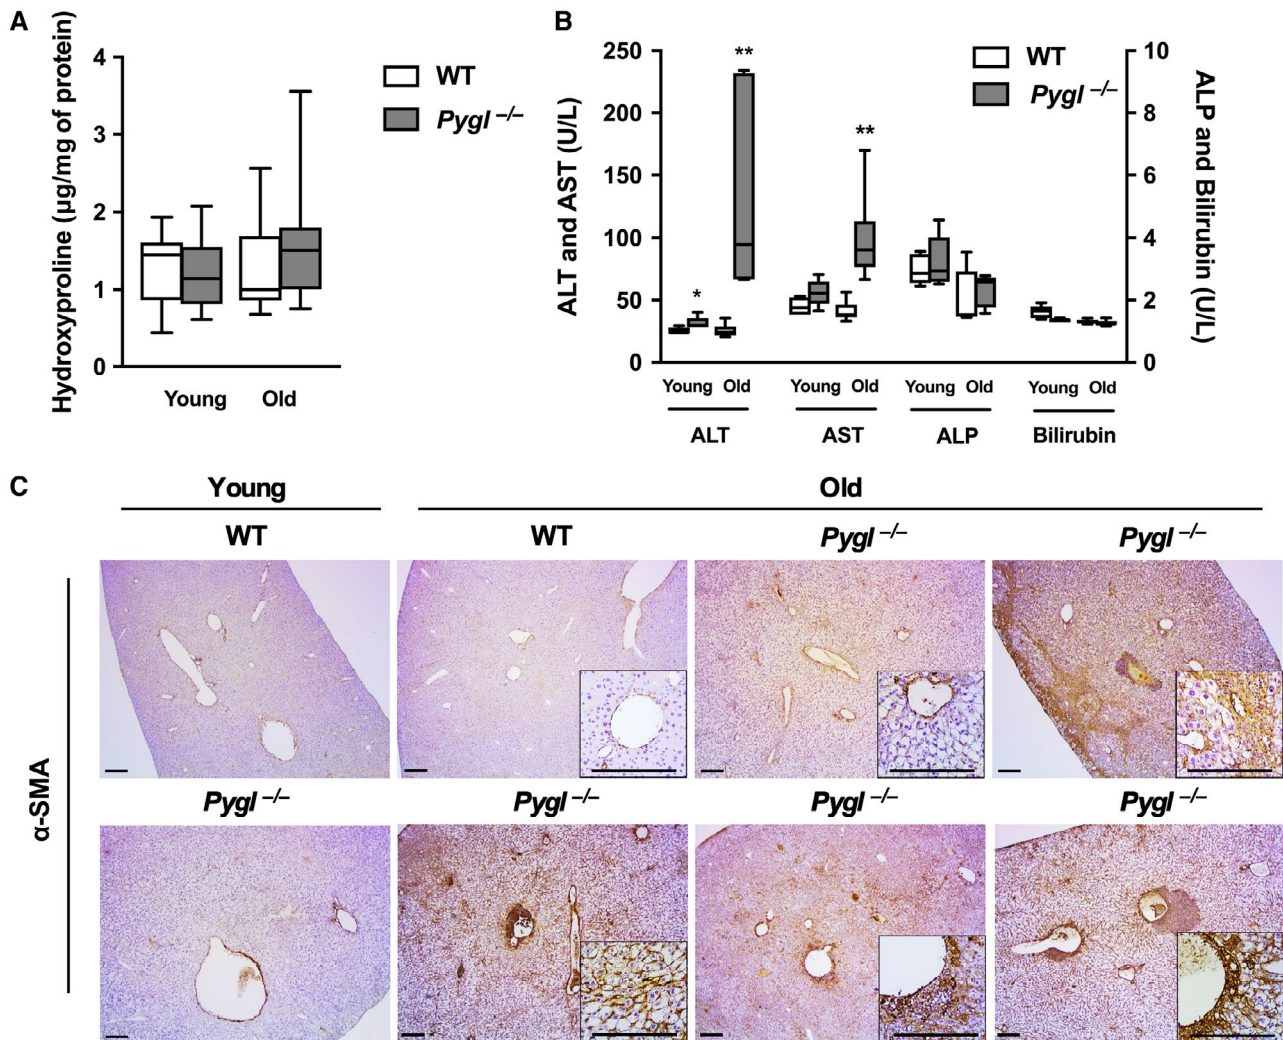 A
Hydroxyproline (µg/mg of protein)
4
3
2
1
0
Young Old
WT
Pygl −/−
B
ALT and AST (U/L)
250
200
150
100
50
0
**
*
**
WT
Pygl −/−
10
8
6
4
2
0
ALP and Bilirubin (U/L)
Young Old Young Old Young Old Young Old
ALT AST ALP Bilirubin
C
Young Old
WT WT Pygl −/− Pygl −/−
α-SMA
Pygl −/− Pygl −/− Pygl −/− Pygl −/−